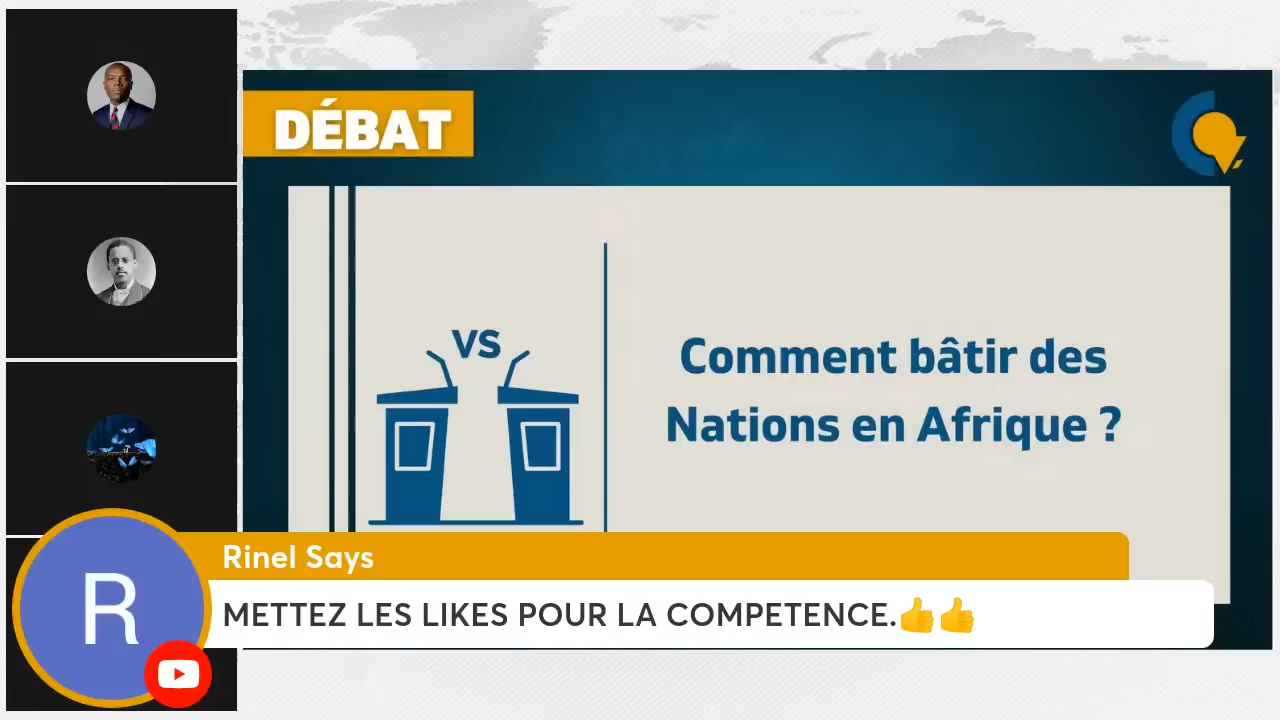 DÉBAT
VS
Comment bâtir des
Nations en Afrique ?
R
Rinel Says
METTEZ LES LIKES POUR LA COMPETENCE.👍👍